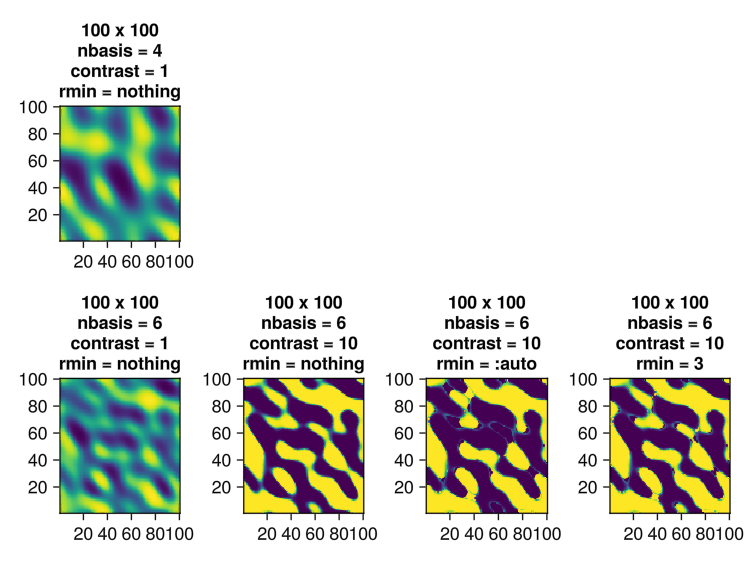 100 x 100
nbasis = 4
contrast = 1
rmin = nothing
100
80
60
40
20
20 40 60 80100
100 x 100
nbasis = 6
contrast = 1
rmin = nothing
100
80
60
40
20
20 40 60 80100
100 x 100
nbasis = 6
contrast = 10
rmin = nothing
100
80
60
40
20
20 40 60 80100
100 x 100
nbasis = 6
contrast = 10
rmin = :auto
100
80
60
40
20
20 40 60 80100
100 x 100
nbasis = 6
contrast = 10
rmin = 3
100
80
60
40
20
20 40 60 80100